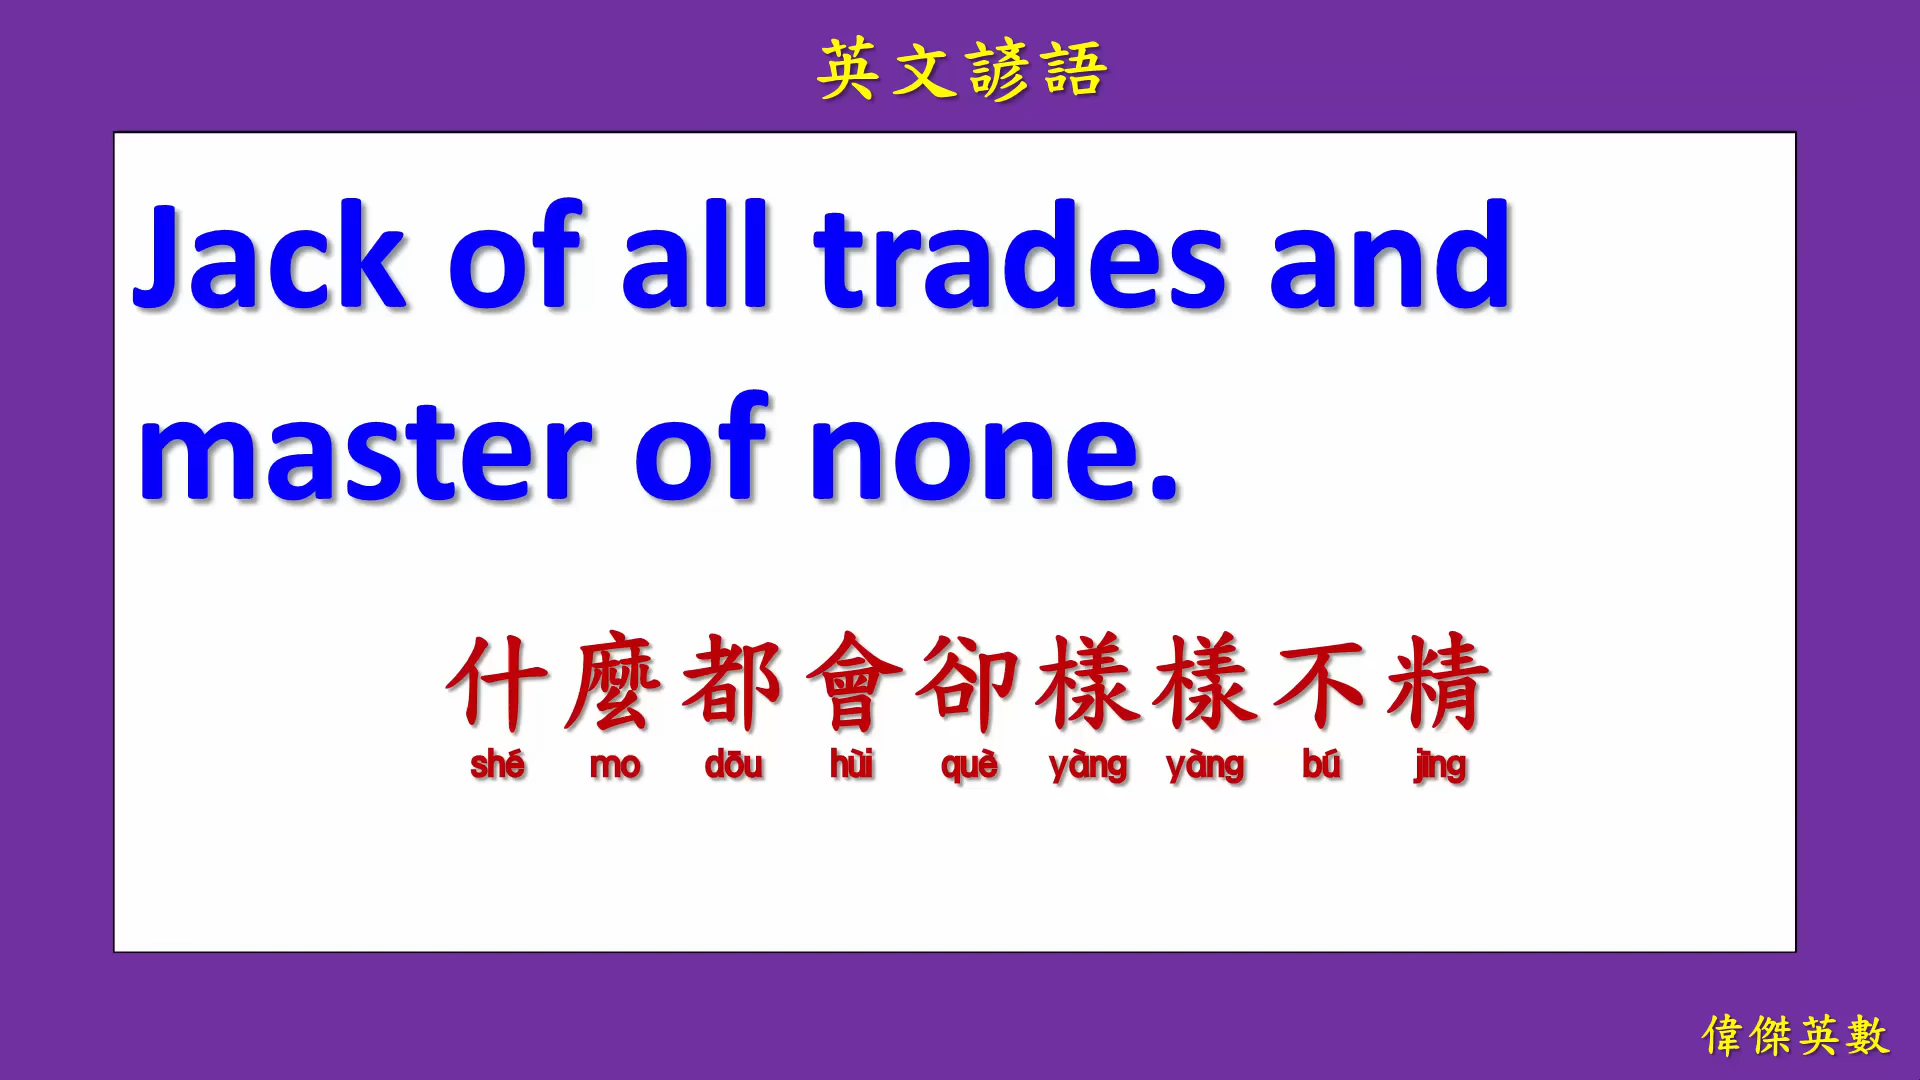 英文諺語
Jack of all trades and
master of none.
什麼都會卻樣樣不精
shé mo dōu hùi què yàng yàng bú jīng
偉傑英數